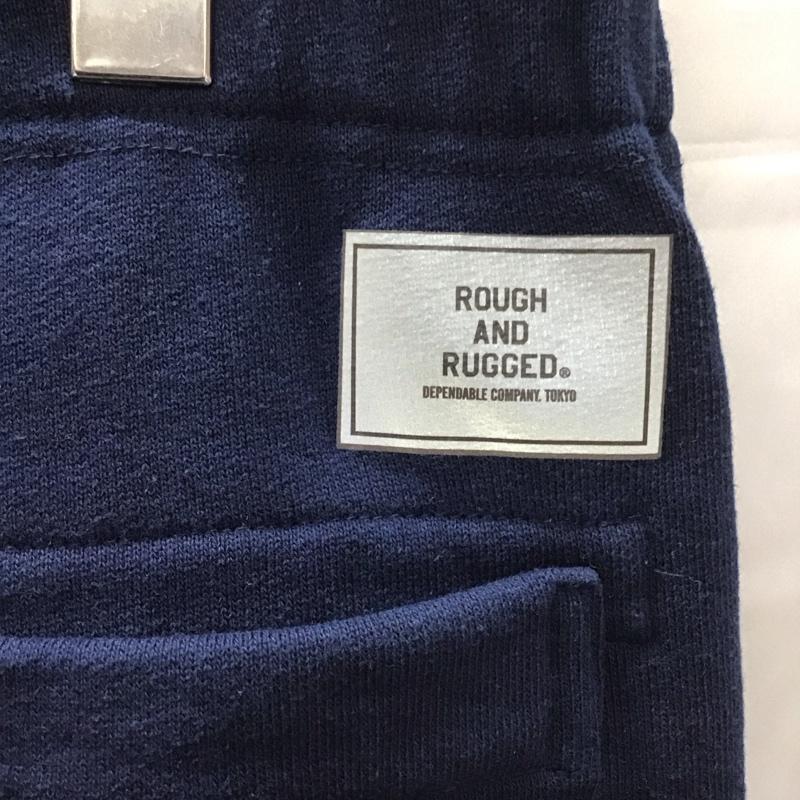 ROUGH
AND
RUGGED®
DEPENDABLE COMPANY. TOKYO